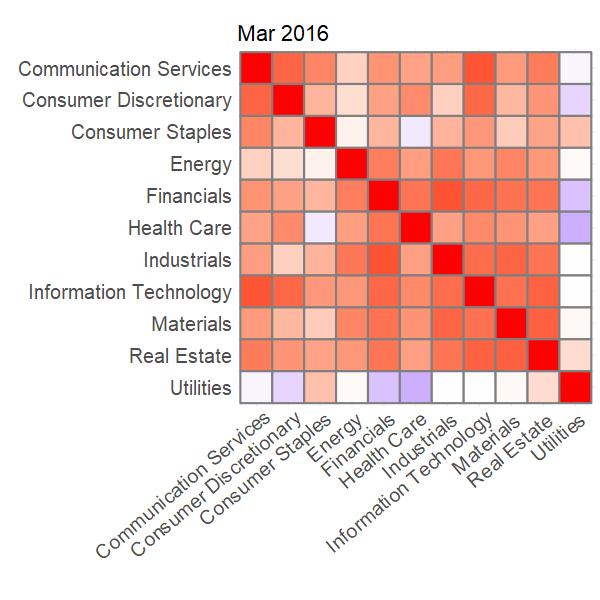 Mar 2016
Communication Services
Consumer Discretionary
Consumer Staples
Energy
Financials
Health Care
Industrials
Information Technology
Materials
Real Estate
Utilities
Communication Services
Consumer Discretionary
Consumer Staples
Energy
Financials
Health Care
Industrials
Information Technology
Materials
Real Estate
Utilities